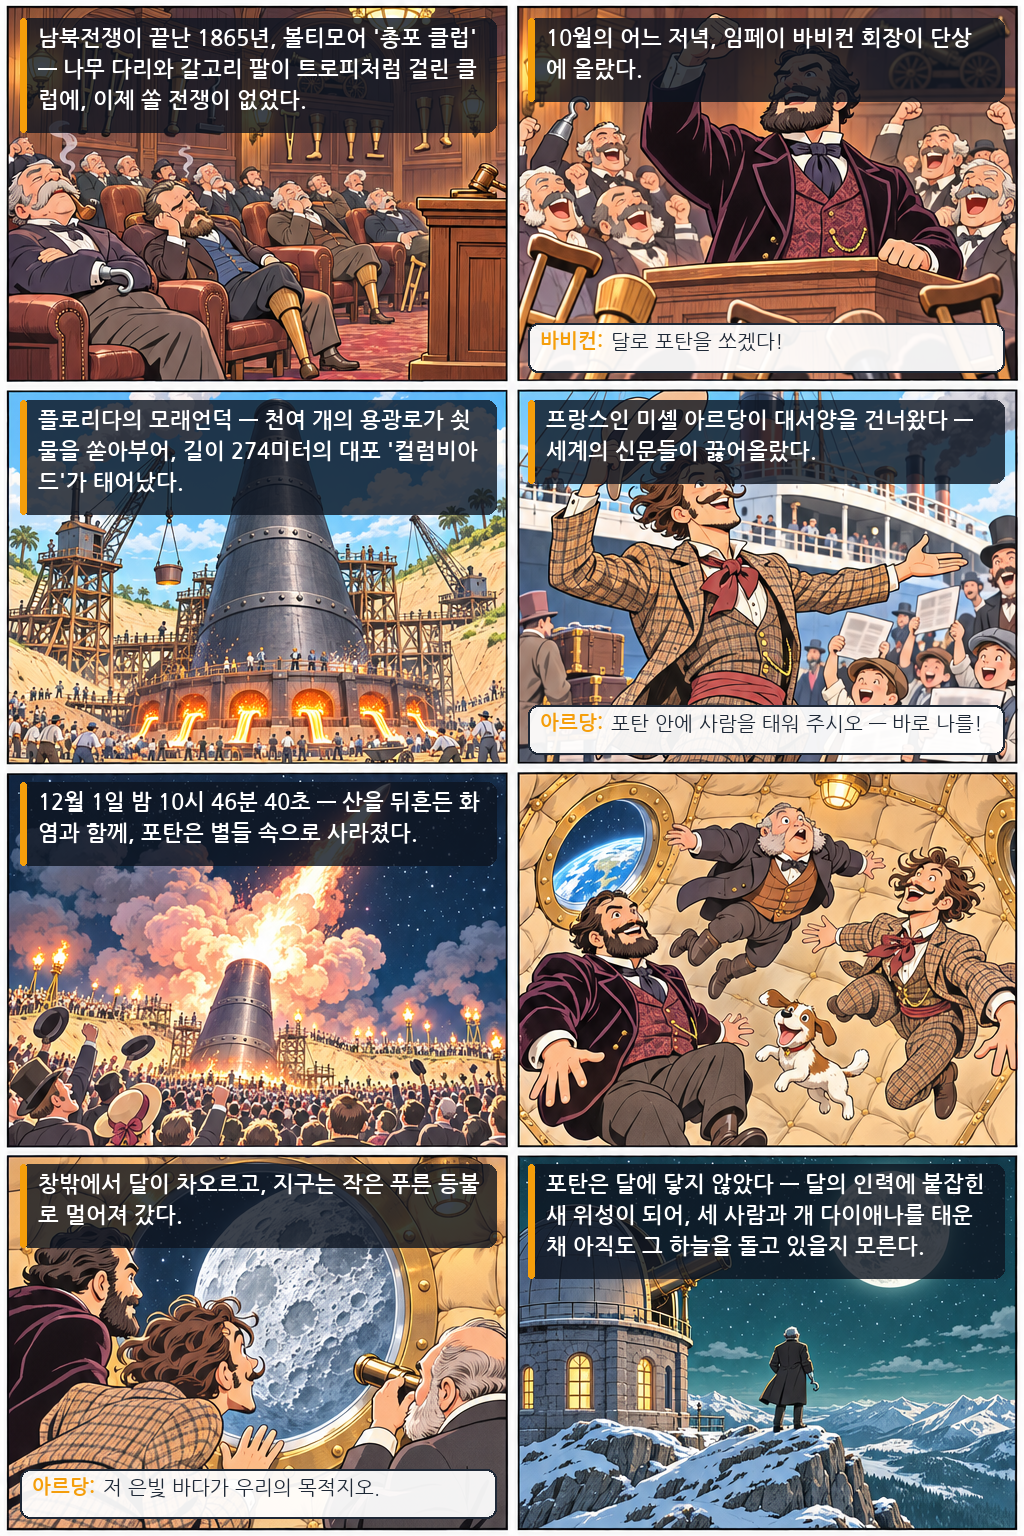 남북전쟁이 끝난 1865년, 볼티모어 '총포 클럽'
— 나무 다리와 갈고리 팔이 트로피처럼 걸린 클
럽에, 이제 쏠 전쟁이 없었다.
10월의 어느 저녁, 임페이 바비컨 회장이 단상
에 올랐다.
바비컨: 달로 포탄을 쏘겠다!
플로리다의 모래언덕 — 천여 개의 용광로가 쇳
물을 쏟아부어, 길이 274미터의 대포 '컬럼비아
드'가 태어났다.
프랑스인 미셸 아르당이 대서양을 건너왔다 —
세계의 신문들이 끓어올랐다.
아르당: 포탄 안에 사람을 태워 주시오 — 바로 나를!
12월 1일 밤 10시 46분 40초 — 산을 뒤흔든 화
염과 함께, 포탄은 별들 속으로 사라졌다.
창밖에서 달이 차오르고, 지구는 작은 푸른 등불
로 멀어져 갔다.
아르당: 저 은빛 바다가 우리의 목적지오.
포탄은 달에 닿지 않았다 — 달의 인력에 붙잡힌
새 위성이 되어, 세 사람과 개 다이애나를 태운
채 아직도 그 하늘을 돌고 있을지 모른다.